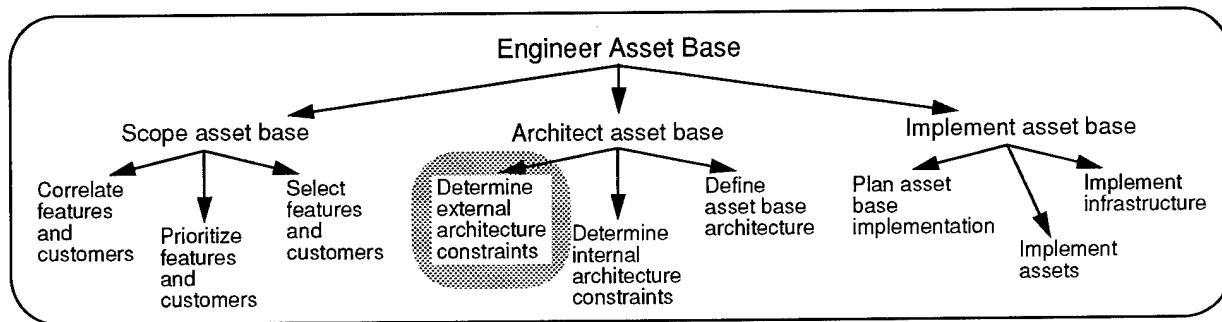 Engineer Asset Base
Scope asset base
Architect asset base
Implement asset base
Correlate
features
and
customers
Prioritize
features
and
customers
Select
features
and
customers
Determine
external
architecture
constraints
Determine
internal
architecture
constraints
Define
asset base
architecture
Plan asset
base
implementation
Implement
assets
Implement
infrastructure